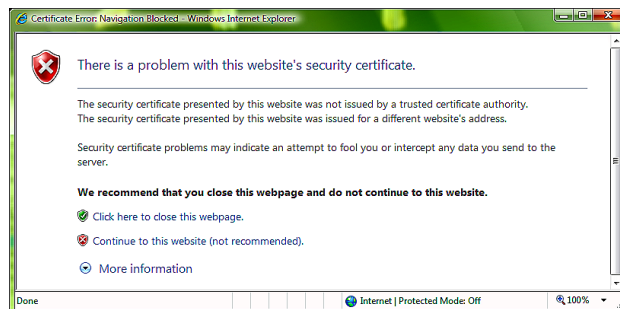 Certificate Error: Navigation Blocked - Windows Internet Explorer
There is a problem with this website's security certificate.
The security certificate presented by this website was not issued by a trusted certificate authority.
The security certificate presented by this website was issued for a different website's address.
Security certificate problems may indicate an attempt to fool you or intercept any data you send to the
server.
We recommend that you close this webpage and do not continue to this website.
Click here to close this webpage.
Continue to this website (not recommended).
More information
Done Internet | Protected Mode: Off 100%